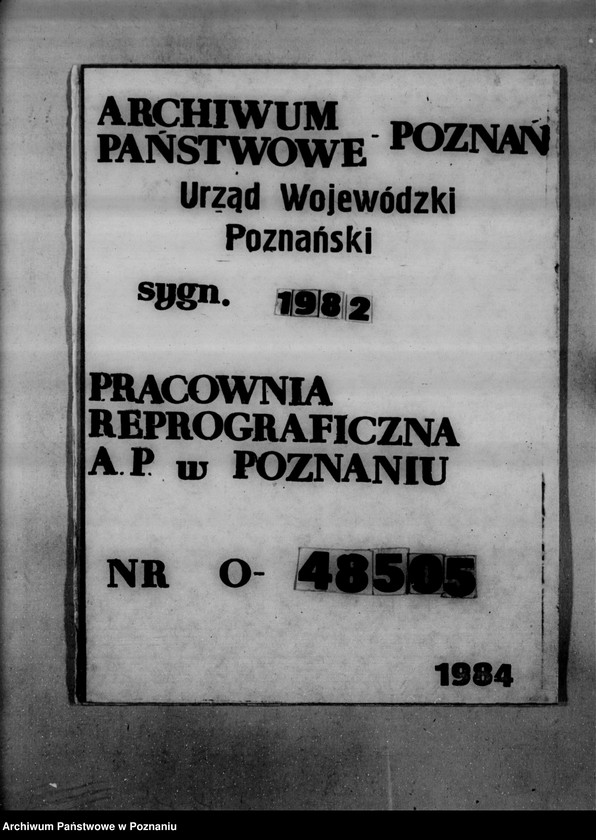 ARCHIWUM
PAŃSTWOWE - POZNAŃ
Urząd Wojewódzki
Poznański
sygn. 1982
PRACOWNIA
REPROGRAFICZNA
A.P. w POZNANIU
NR O- 48505
1984
Archiwum Państwowe w Poznaniu